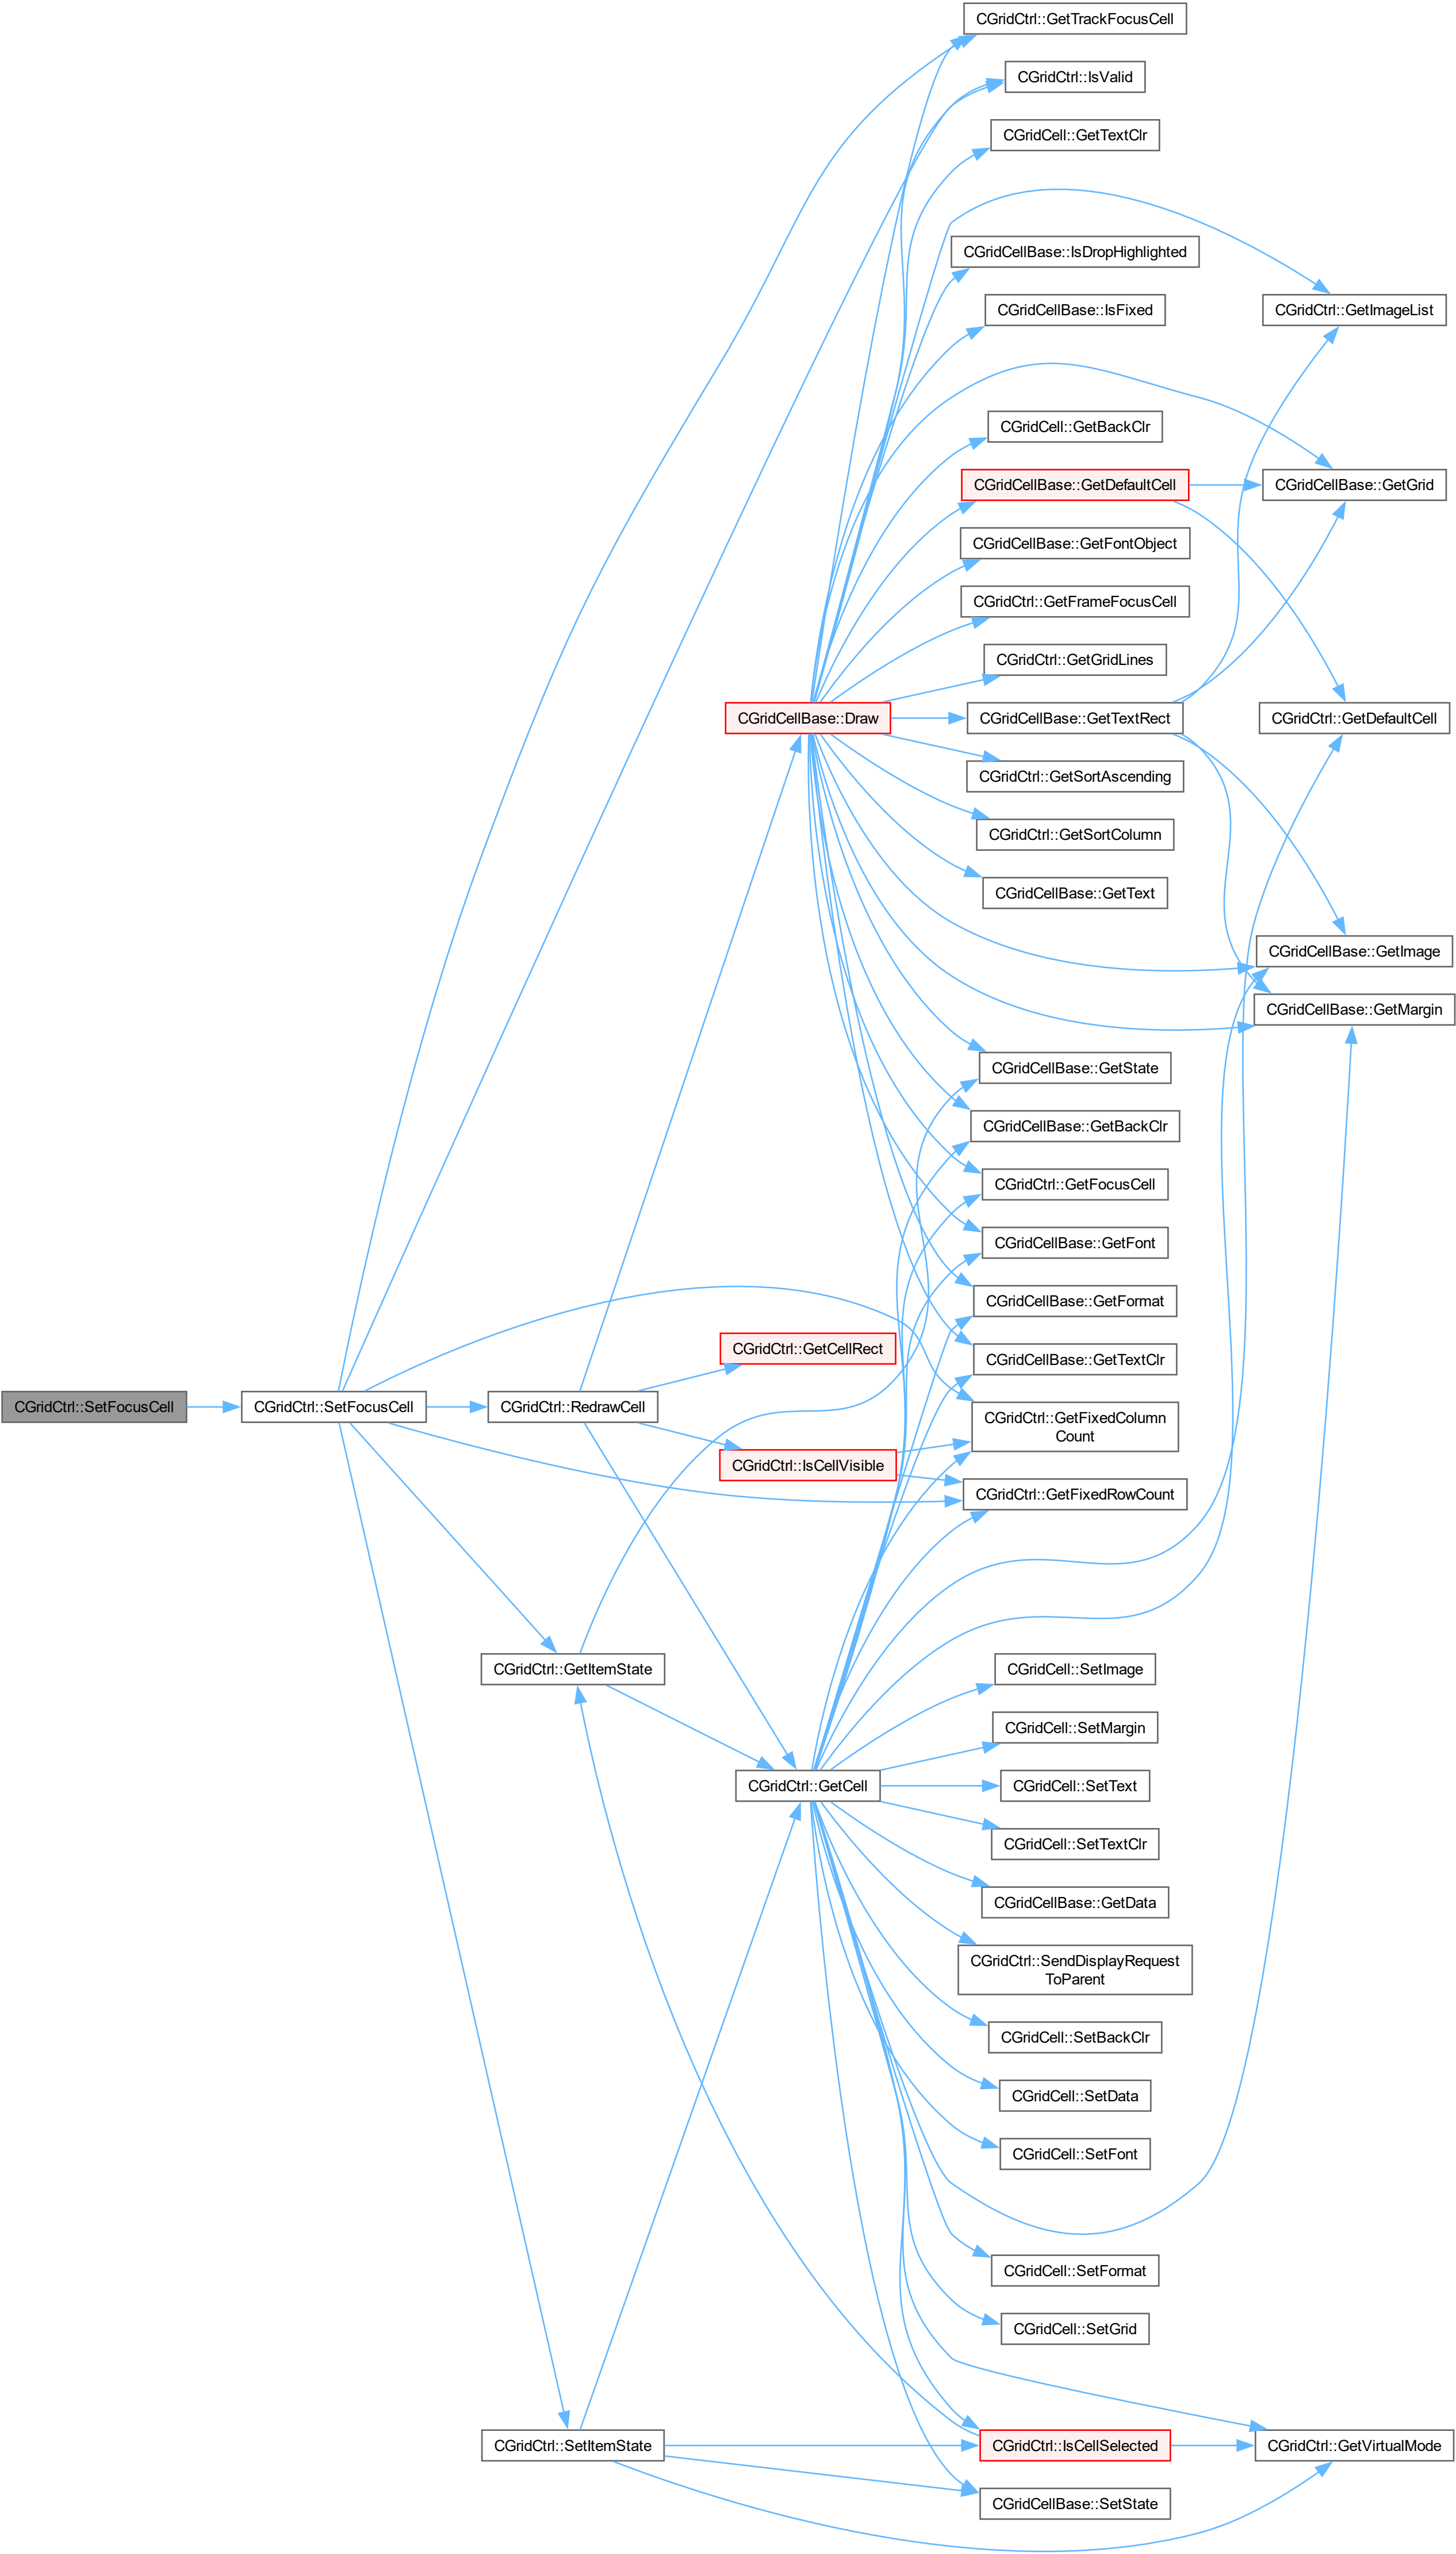 CGridCtrl::GetTrackFocusCell
CGridCtrl::IsValid
CGridCell::GetTextClr
CGridCellBase::IsDropHighlighted
CGridCellBase::IsFixed
CGridCtrl::GetImageList
CGridCell::GetBackClr
CGridCellBase::GetDefaultCell
CGridCellBase::GetGrid
CGridCellBase::GetFontObject
CGridCtrl::GetFrameFocusCell
CGridCtrl::GetGridLines
CGridCellBase::Draw
CGridCellBase::GetTextRect
CGridCtrl::GetDefaultCell
CGridCtrl::GetSortAscending
CGridCtrl::GetSortColumn
CGridCellBase::GetText
CGridCellBase::GetImage
CGridCellBase::GetMargin
CGridCellBase::GetState
CGridCellBase::GetBackClr
CGridCtrl::GetFocusCell
CGridCellBase::GetFont
CGridCellBase::GetFormat
CGridCtrl::GetCellRect
CGridCellBase::GetTextClr
CGridCtrl::SetFocusCell
CGridCtrl::SetFocusCell
CGridCtrl::RedrawCell
CGridCtrl::GetFixedColumn
Count
CGridCtrl::IsCellVisible
CGridCtrl::GetFixedRowCount
CGridCtrl::GetItemState
CGridCell::SetImage
CGridCell::SetMargin
CGridCtrl::GetCell
CGridCell::SetText
CGridCell::SetTextClr
CGridCellBase::GetData
CGridCtrl::SendDisplayRequest
ToParent
CGridCell::SetBackClr
CGridCell::SetData
CGridCell::SetFont
CGridCell::SetFormat
CGridCell::SetGrid
CGridCtrl::SetItemState
CGridCtrl::IsCellSelected
CGridCtrl::GetVirtualMode
CGridCellBase::SetState